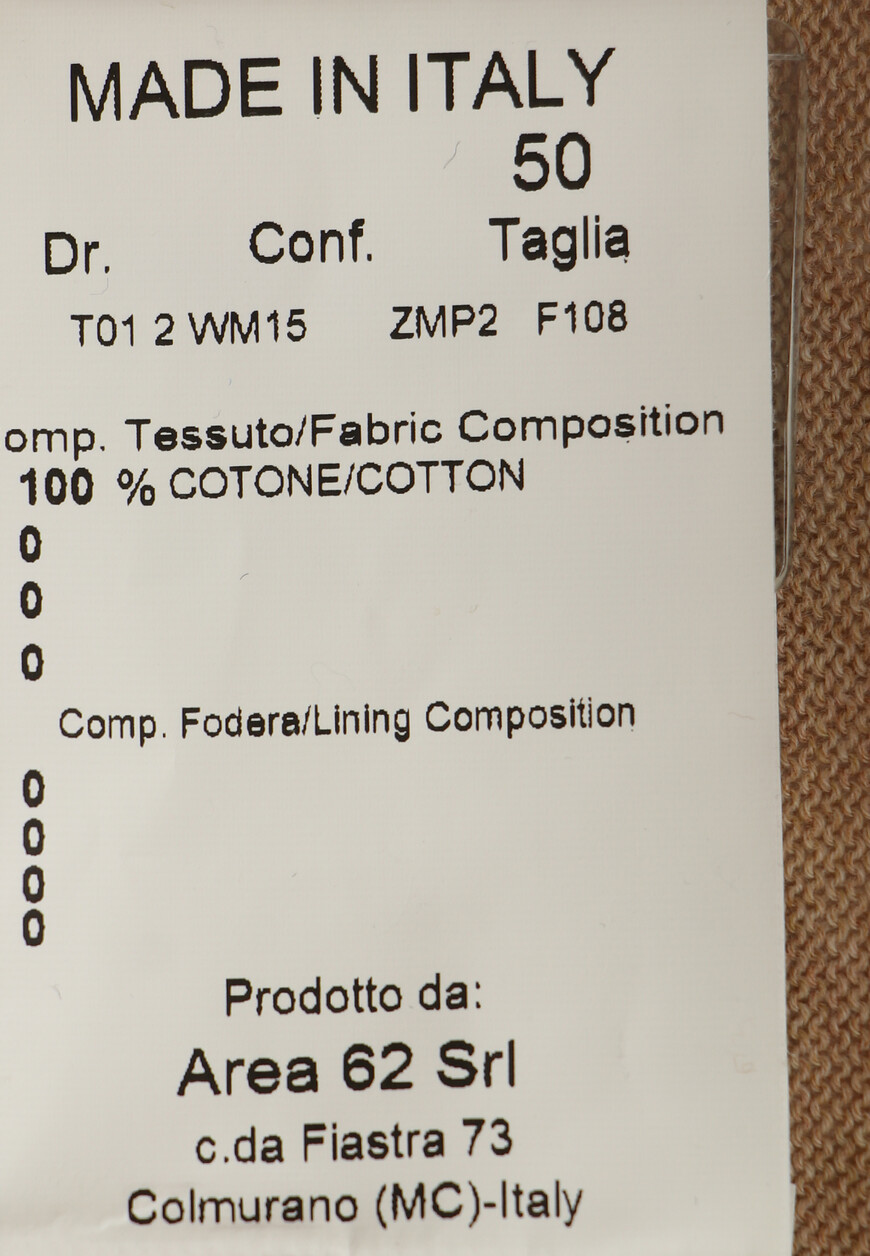 MADE IN ITALY
50
Dr. Conf. Taglia
T01 2 WM15 ZMP2 F108
omp. Tessuto/Fabric Composition
100 % COTONE/COTTON
0
0
0
Comp. Fodera/Lining Composition
0
0
0
0
Prodotto da:
Area 62 Srl
c.da Fiastra 73
Colmurano (MC)-Italy